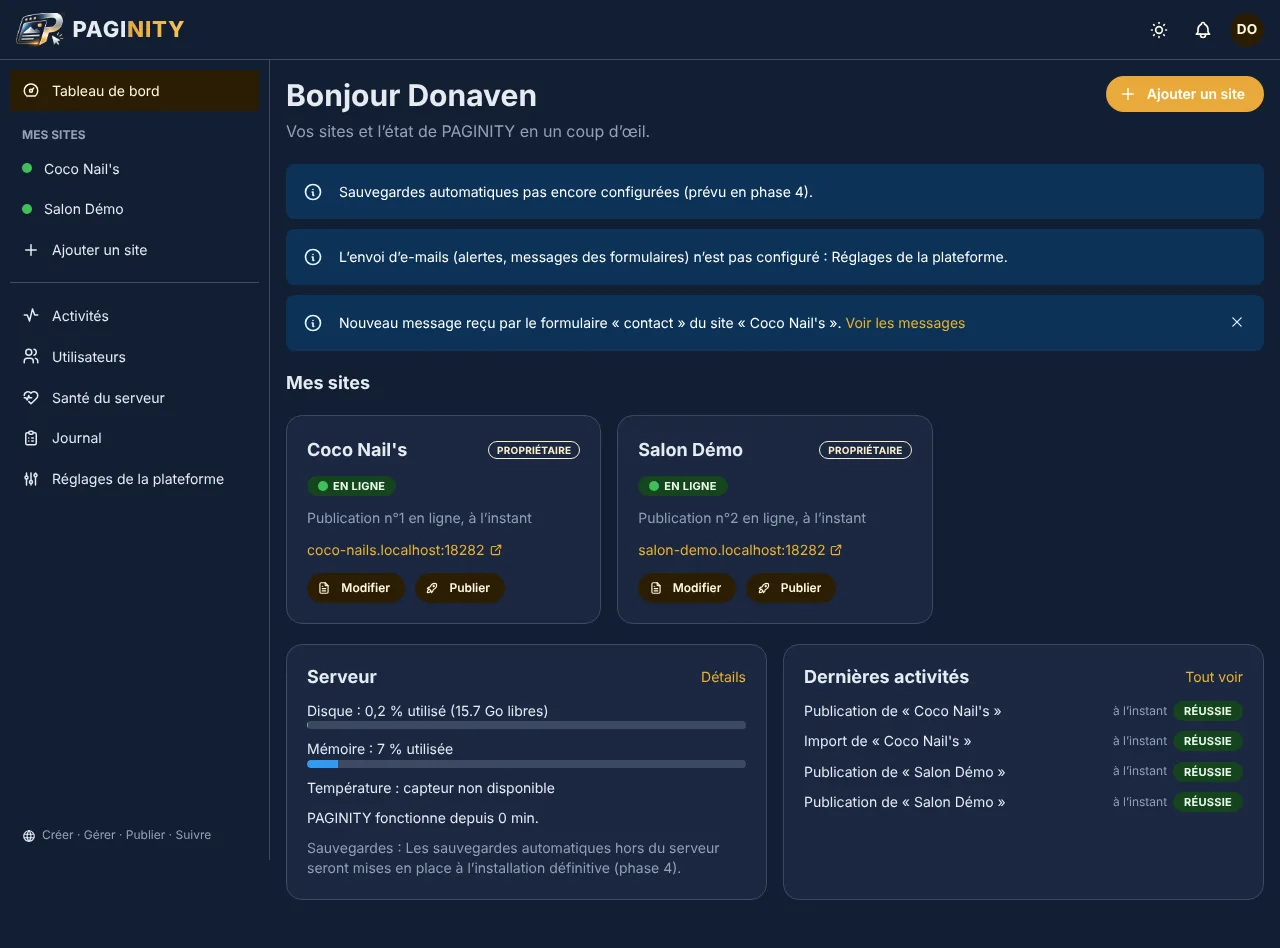 PAGINITY
DO
Tableau de bord
MES SITES
Coco Nail's
Salon Démo
Ajouter un site
Activités
Utilisateurs
Santé du serveur
Journal
Réglages de la plateforme
Créer · Gérer · Publier · Suivre
Bonjour Donaven
Ajouter un site
Vos sites et l’état de PAGINITY en un coup d’œil.
Sauvegardes automatiques pas encore configurées (prévu en phase 4).
L’envoi d’e-mails (alertes, messages des formulaires) n’est pas configuré : Réglages de la plateforme.
Nouveau message reçu par le formulaire « contact » du site « Coco Nail's ». Voir les messages
Mes sites
Coco Nail's
PROPRIÉTAIRE
EN LIGNE
Publication n°1 en ligne, à l’instant
coco-nails.localhost:18282
Modifier
Publier
Salon Démo
PROPRIÉTAIRE
EN LIGNE
Publication n°2 en ligne, à l’instant
salon-demo.localhost:18282
Modifier
Publier
Serveur
Détails
Disque : 0,2 % utilisé (15.7 Go libres)
Mémoire : 7 % utilisée
Température : capteur non disponible
PAGINITY fonctionne depuis 0 min.
Sauvegardes : Les sauvegardes automatiques hors du serveur
seront mises en place à l’installation définitive (phase 4).
Dernières activités
Tout voir
Publication de « Coco Nail's » à l’instant RÉUSSIE
Import de « Coco Nail's » à l’instant RÉUSSIE
Publication de « Salon Démo » à l’instant RÉUSSIE
Publication de « Salon Démo » à l’instant RÉUSSIE